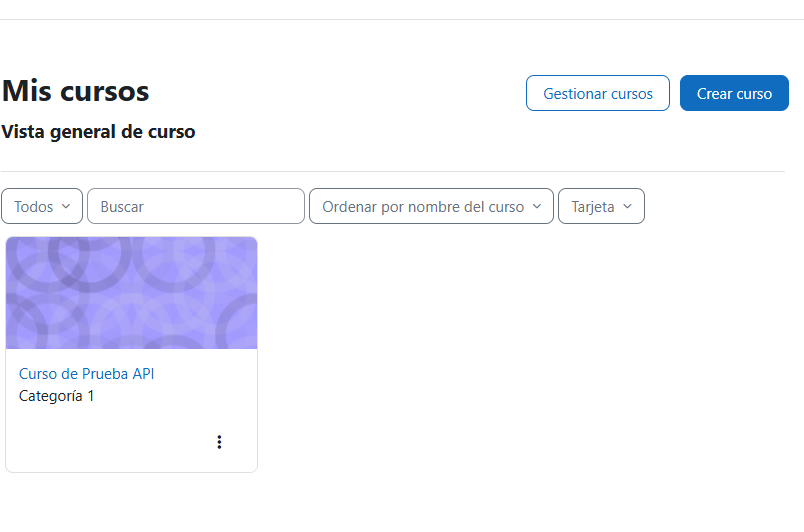 Mis cursos
Gestionar cursos
Crear curso
Vista general de curso
Todos
Buscar
Ordenar por nombre del curso
Tarjeta
Curso de Prueba API
Categoría 1